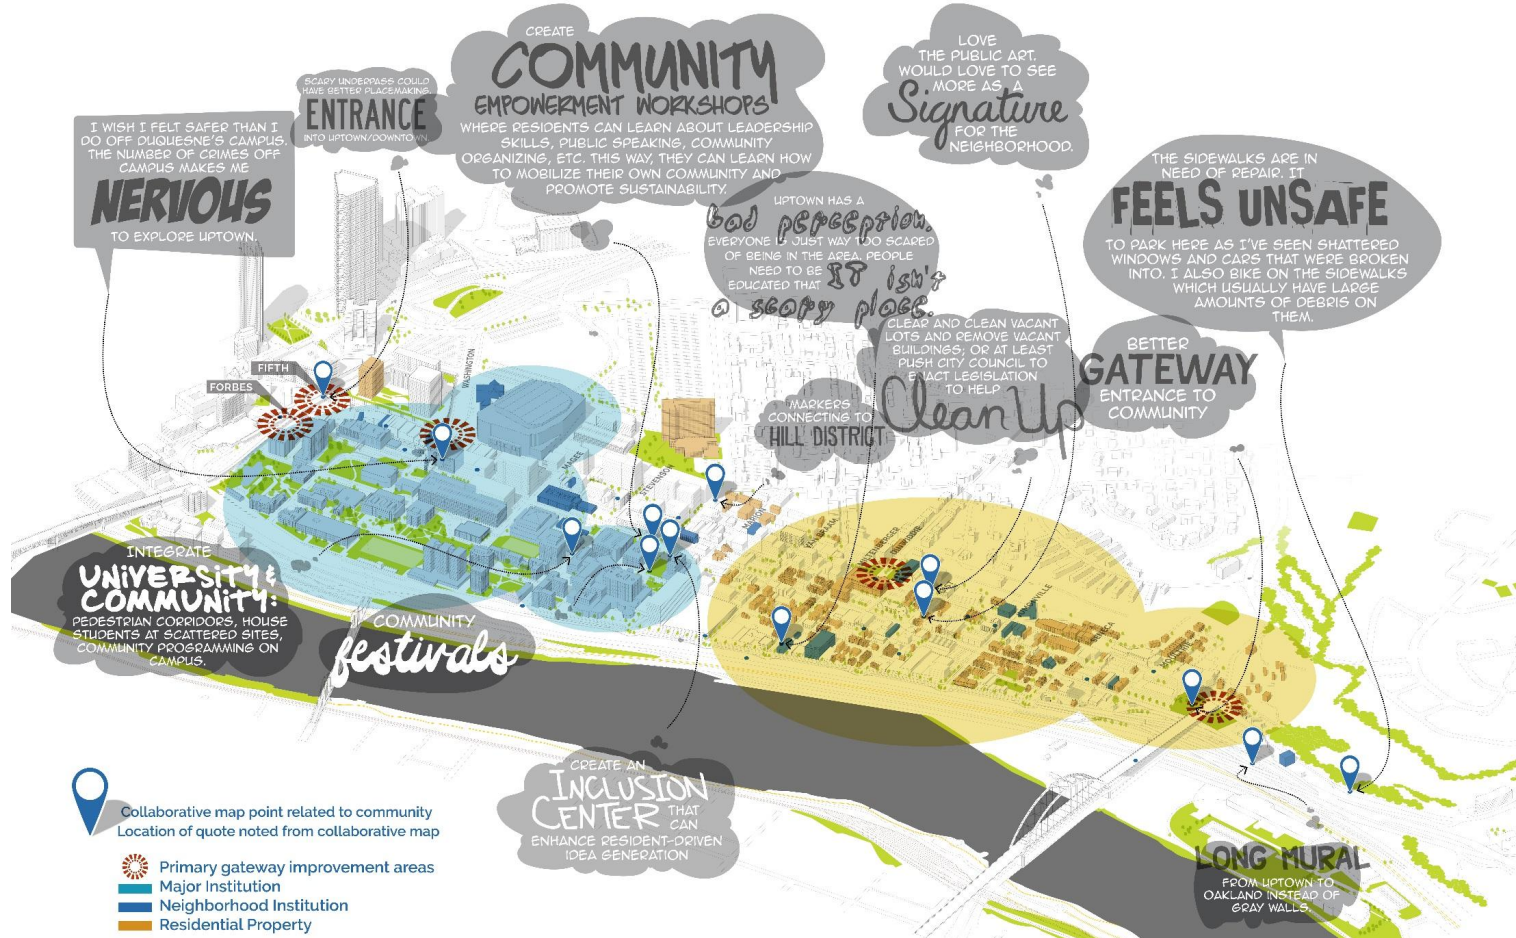 CREATE
COMMUNITY
EMPOWERMENT WORKSHOPS
WHERE RESIDENTS CAN LEARN ABOUT LEADERSHIP
SKILLS, PUBLIC SPEAKING, COMMUNITY
ORGANIZING, ETC. THIS WAY, THEY CAN LEARN HOW
TO MOBILIZE THEIR OWN COMMUNITY AND
PROMOTE SUSTAINABILITY.
LOVE
THE PUBLIC ART.
WOULD LOVE TO SEE
MORE AS A
Signature
FOR THE
NEIGHBORHOOD.
SCARY UNDERPASS COULD
HAVE BETTER PLACEMAKING.
ENTRANCE
INTO UPTOWN/DOWNTOWN.
I WISH I FELT SAFER THAN I
DO OFF DUQUESNE'S CAMPUS.
THE NUMBER OF CRIMES OFF
CAMPUS MAKES ME
NERVOUS
TO EXPLORE UPTOWN.
THE SIDEWALKS ARE IN
NEED OF REPAIR. IT
FEELS UNSAFE
TO PARK HERE AS I'VE SEEN SHATTERED
WINDOWS AND CARS THAT WERE BROKEN
INTO. I ALSO BIKE ON THE SIDEWALKS
WHICH USUALLY HAVE LARGE
AMOUNTS OF DEBRIS ON
THEM.
UPTOWN HAS A
bad perception.
EVERYONE IS JUST WAY TOO SCARED
OF BEING IN THE AREA. PEOPLE
NEED TO BE
EDUCATED THAT IT isn't
a scary place.
CLEAR AND CLEAN VACANT
LOTS AND REMOVE VACANT
BUILDINGS; OR AT LEAST
PUSH CITY COUNCIL TO
ENACT LEGISLATION
TO HELP
Clean Up
BETTER
GATEWAY
ENTRANCE TO
COMMUNITY
MARKERS
CONNECTING TO
HILL DISTRICT
FIFTH
FORBES
WASHINGTON
MAGEE
STEVENSON
MARION
INTEGRATE
UNIVERSITY &
COMMUNITY:
PEDESTRIAN CORRIDORS, HOUSE
STUDENTS AT SCATTERED SITES,
COMMUNITY PROGRAMMING ON
CAMPUS.
COMMUNITY
festivals
CREATE AN
INCLUSION
CENTER THAT
CAN
ENHANCE RESIDENT-DRIVEN
IDEA GENERATION
LONG MURAL
FROM UPTOWN TO
OAKLAND INSTEAD OF
GRAY WALLS.
Collaborative map point related to community
Location of quote noted from collaborative map
Primary gateway improvement areas
Major Institution
Neighborhood Institution
Residential Property